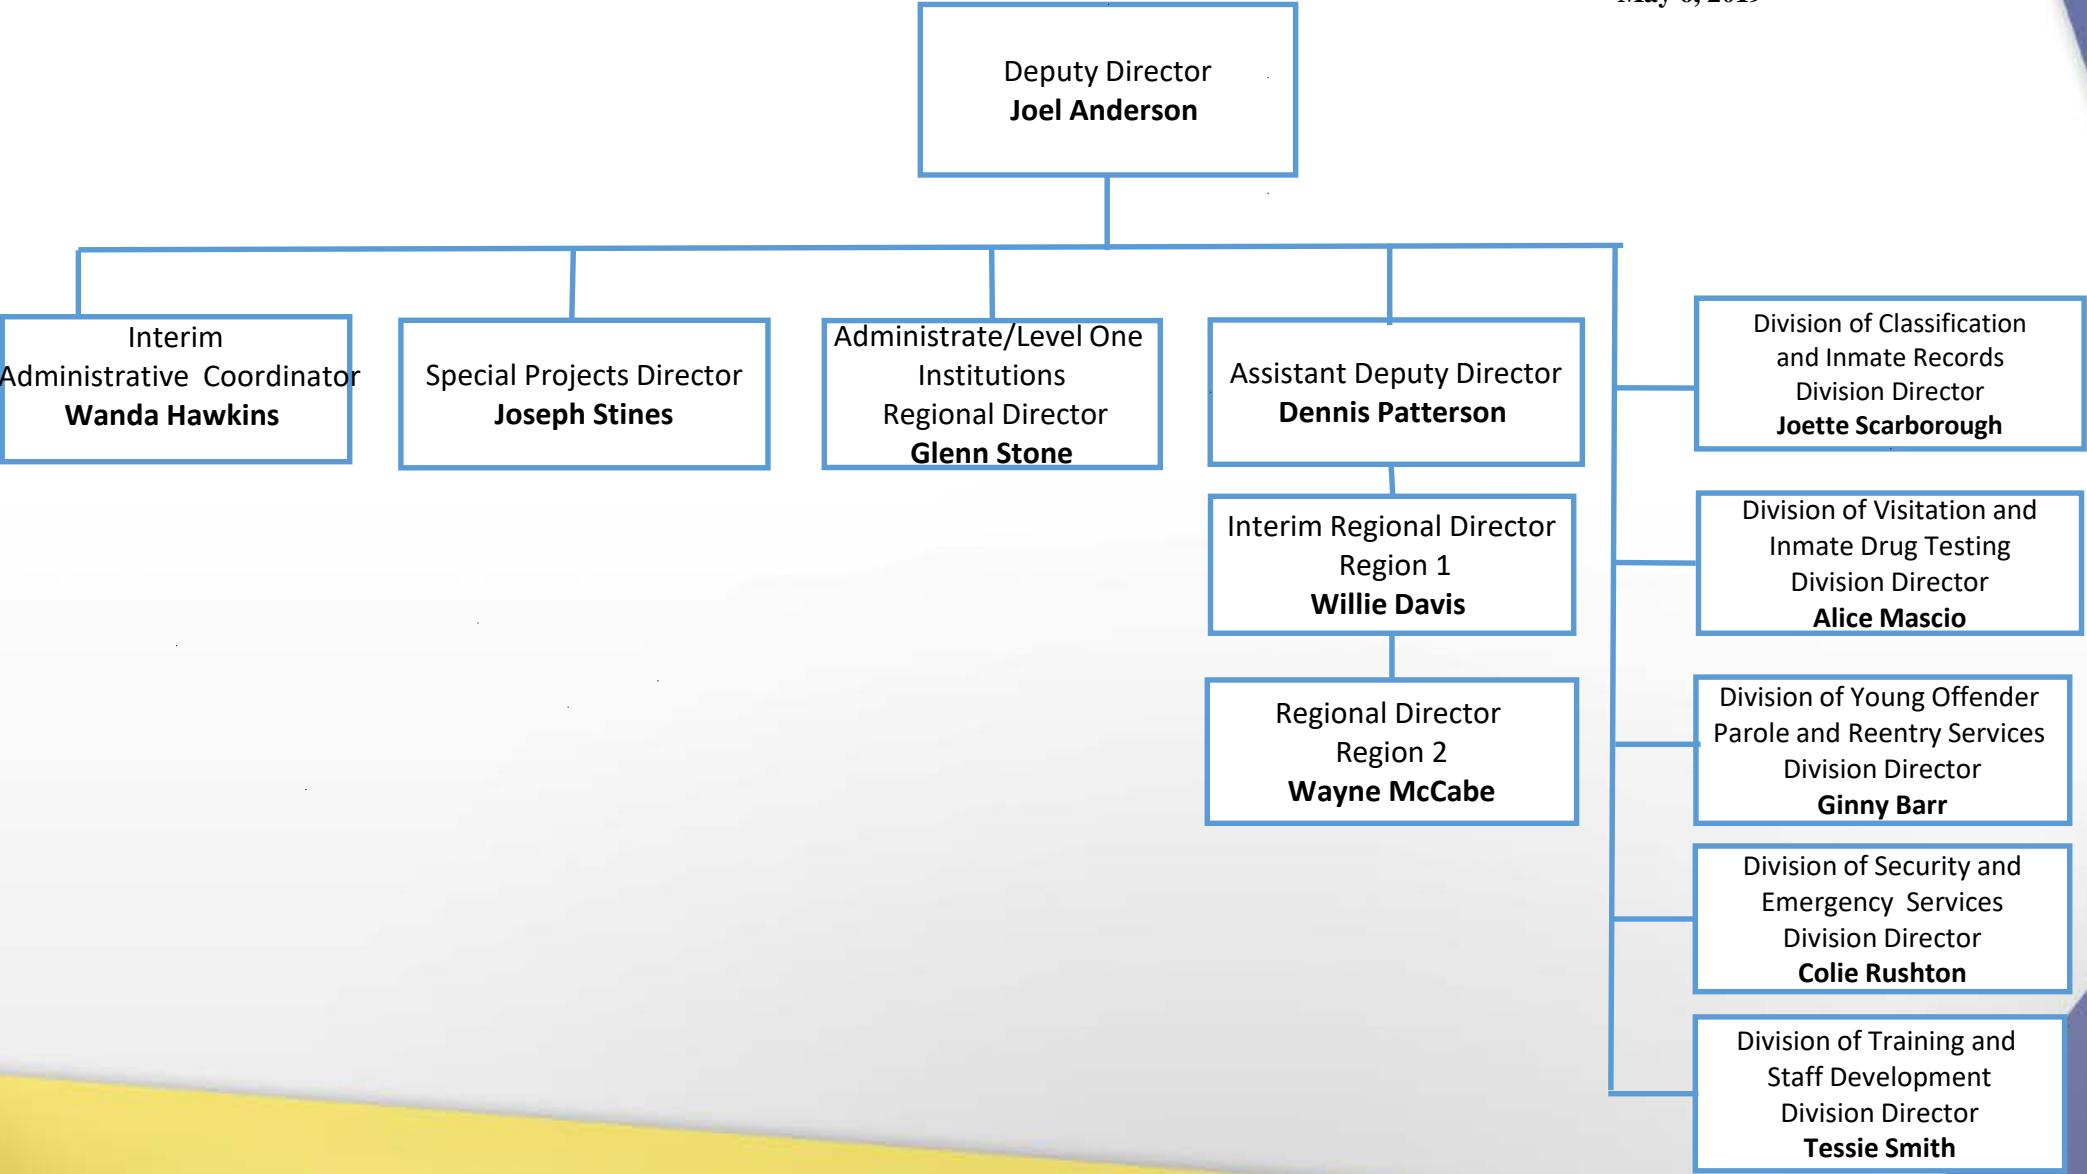 Deputy Director
Joel Anderson
Interim
Administrative Coordinator
Wanda Hawkins
Special Projects Director
Joseph Stines
Administrate/Level One
Institutions
Regional Director
Glenn Stone
Assistant Deputy Director
Dennis Patterson
Interim Regional Director
Region 1
Willie Davis
Regional Director
Region 2
Wayne McCabe
Division of Classification
and Inmate Records
Division Director
Joette Scarborough
Division of Visitation and
Inmate Drug Testing
Division Director
Alice Mascio
Division of Young Offender
Parole and Reentry Services
Division Director
Ginny Barr
Division of Security and
Emergency Services
Division Director
Colie Rushton
Division of Training and
Staff Development
Division Director
Tessie Smith